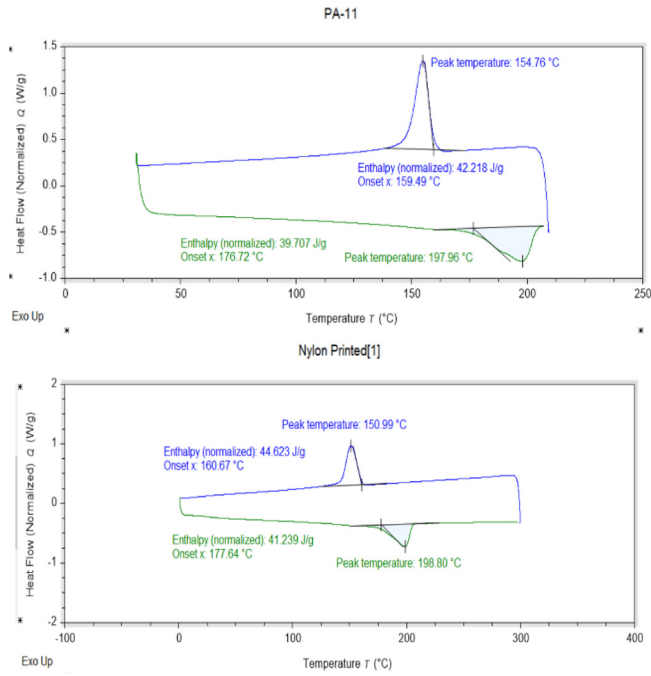 PA-11
1.5
1.0
0.5
0.0
-0.5
-1.0
Heat Flow (Normalized) Q (W/g)
Peak temperature: 154.76 °C
Enthalpy (normalized): 42.218 J/g
Onset x: 159.49 °C
Enthalpy (normalized): 39.707 J/g
Onset x: 176.72 °C
Peak temperature: 197.96 °C
0 50 100 150 200 250
Exo Up
Temperature T (°C)
Nylon Printed[1]
2
1
0
-1
-2
Heat Flow (Normalized) Q (W/g)
Peak temperature: 150.99 °C
Enthalpy (normalized): 44.623 J/g
Onset x: 160.67 °C
Enthalpy (normalized): 41.239 J/g
Onset x: 177.64 °C
Peak temperature: 198.80 °C
-100 0 100 200 300 400
Exo Up
Temperature T (°C)